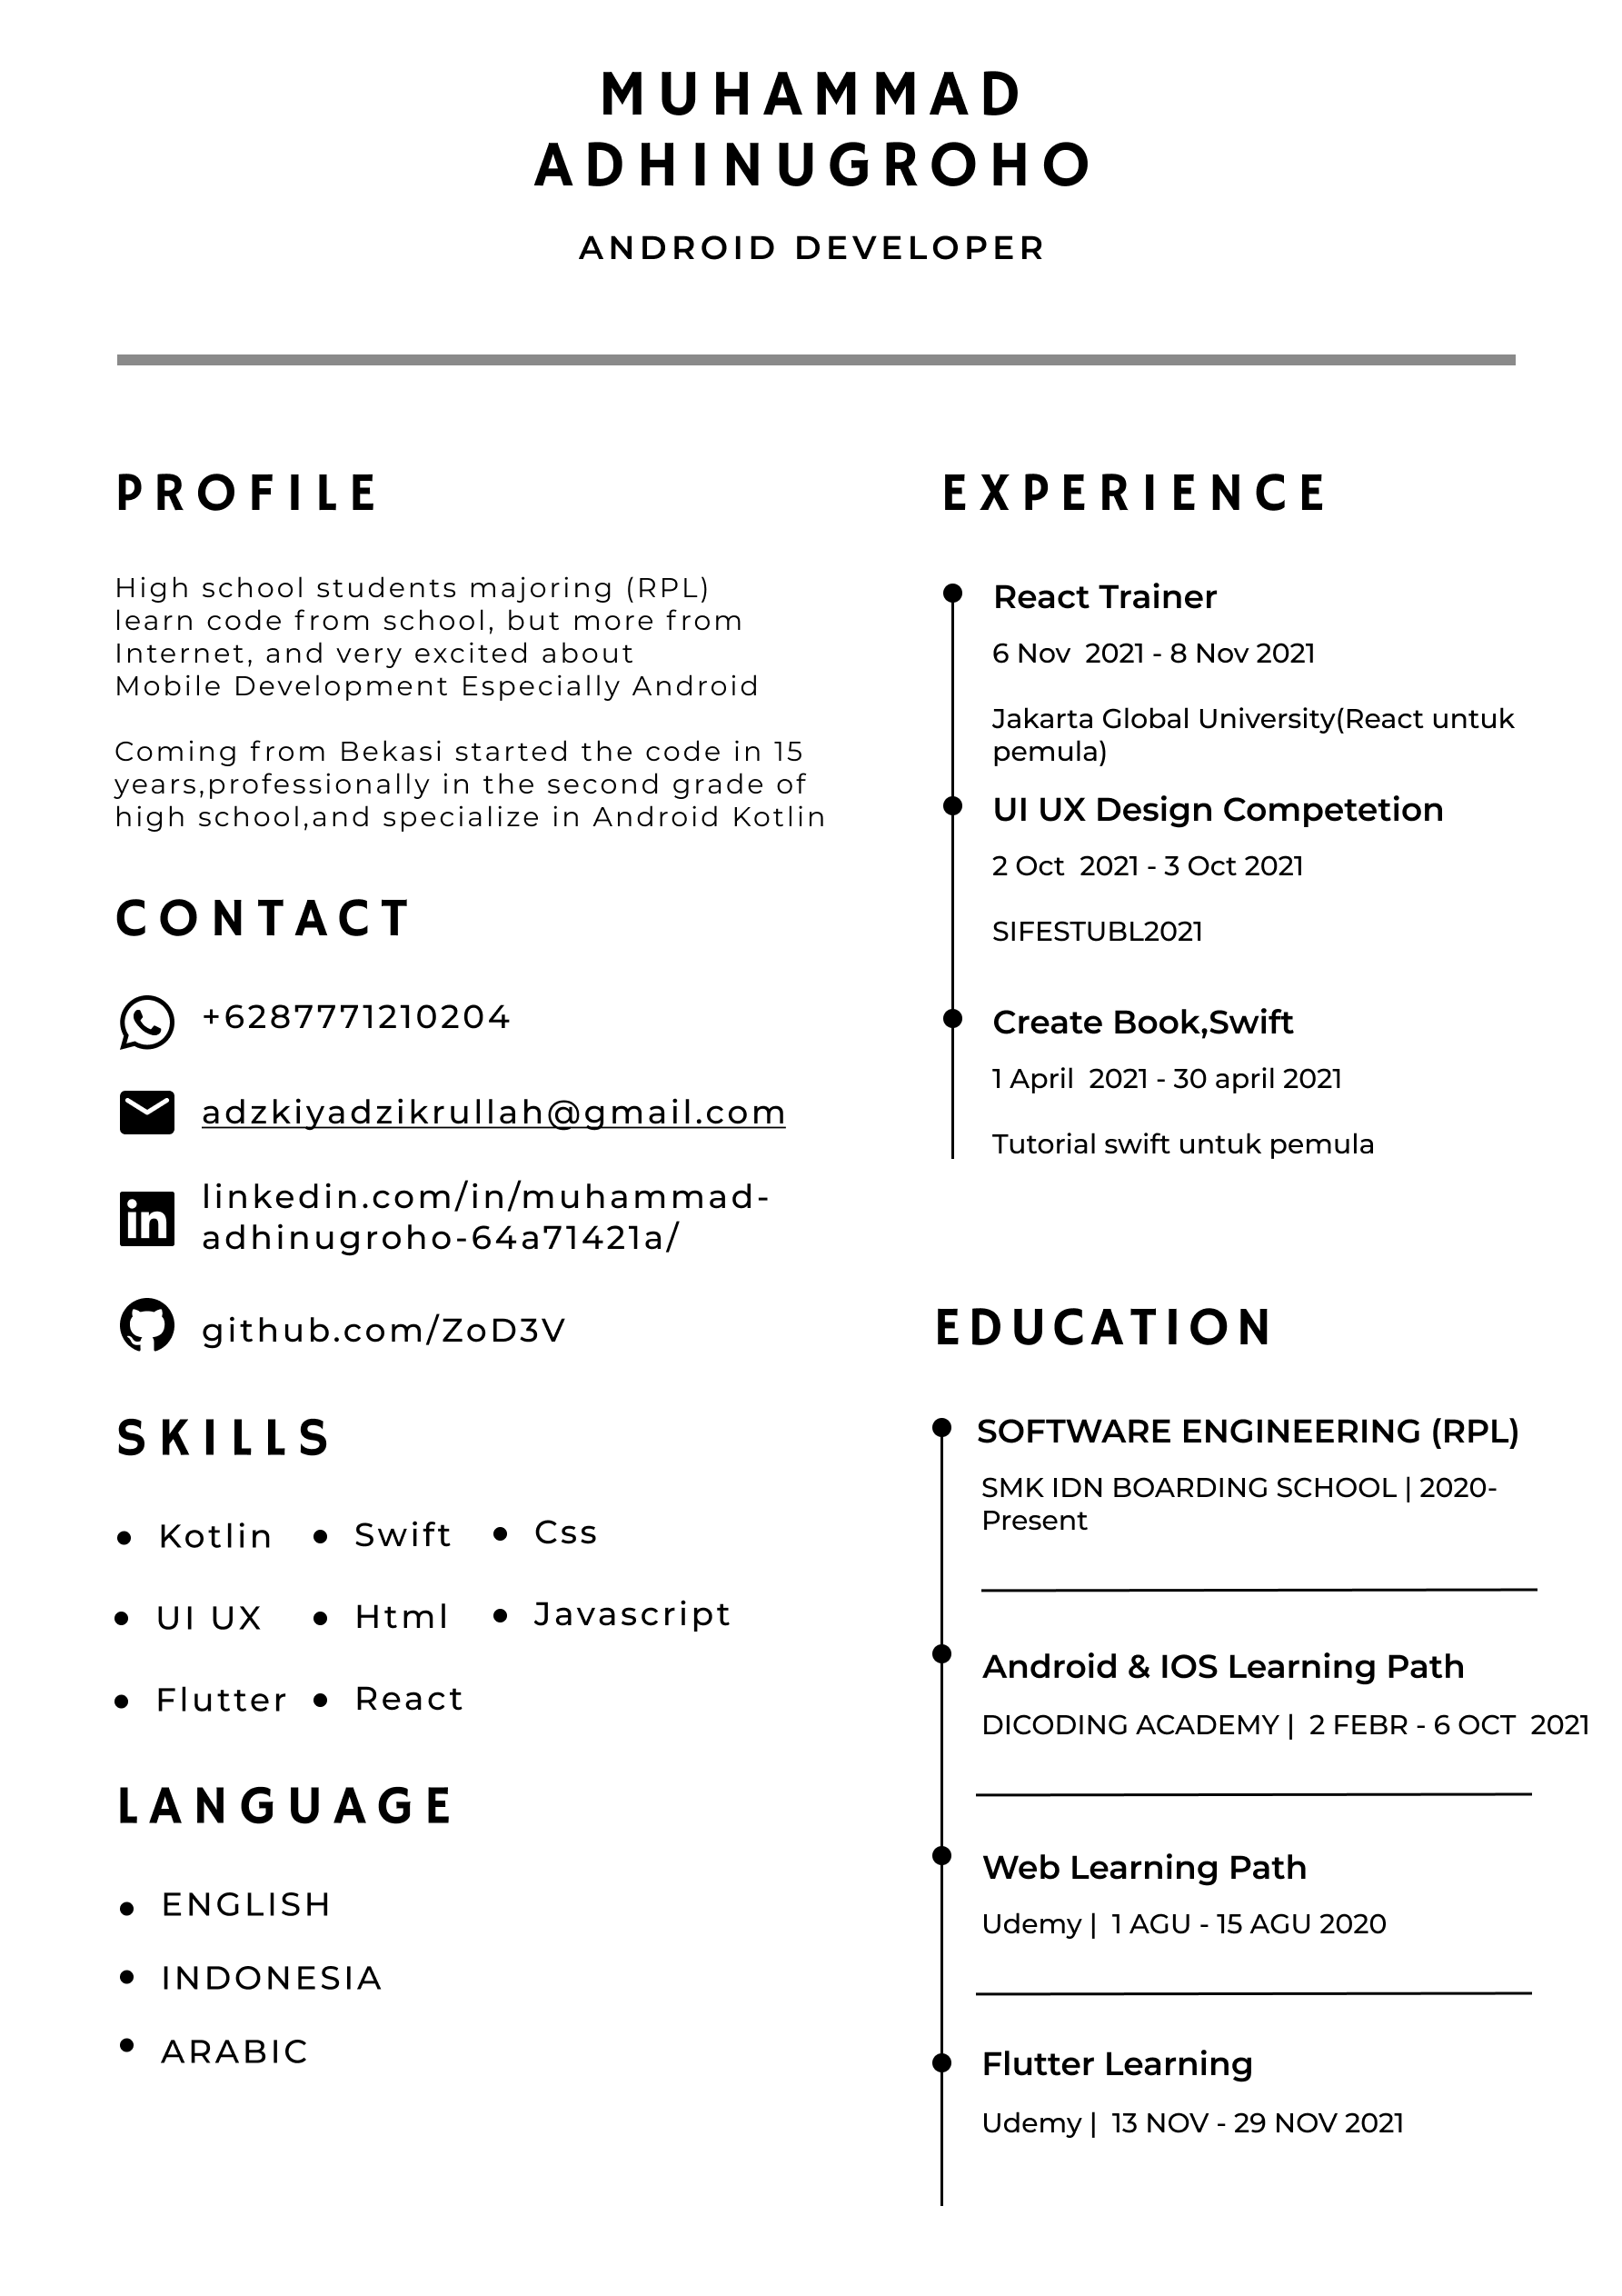 MUHAMMAD
ADHINUGROHO
ANDROID DEVELOPER
PROFILE
High school students majoring (RPL)
learn code from school, but more from
Internet, and very excited about
Mobile Development Especially Android
Coming from Bekasi started the code in 15
years,professionally in the second grade of
high school,and specialize in Android Kotlin
CONTACT
+6287771210204
adzkiyadzikrullah@gmail.com
linkedin.com/in/muhammad-
adhinugroho-64a71421a/
github.com/ZoD3V
SKILLS
Kotlin
Swift
Css
UI UX
Html
Javascript
Flutter
React
LANGUAGE
ENGLISH
INDONESIA
ARABIC
EXPERIENCE
React Trainer
6 Nov 2021 - 8 Nov 2021
Jakarta Global University(React untuk
pemula)
UI UX Design Competetion
2 Oct 2021 - 3 Oct 2021
SIFESTUBL2021
Create Book,Swift
1 April 2021 - 30 april 2021
Tutorial swift untuk pemula
EDUCATION
SOFTWARE ENGINEERING (RPL)
SMK IDN BOARDING SCHOOL | 2020-
Present
Android & IOS Learning Path
DICODING ACADEMY | 2 FEBR - 6 OCT 2021
Web Learning Path
Udemy | 1 AGU - 15 AGU 2020
Flutter Learning
Udemy | 13 NOV - 29 NOV 2021